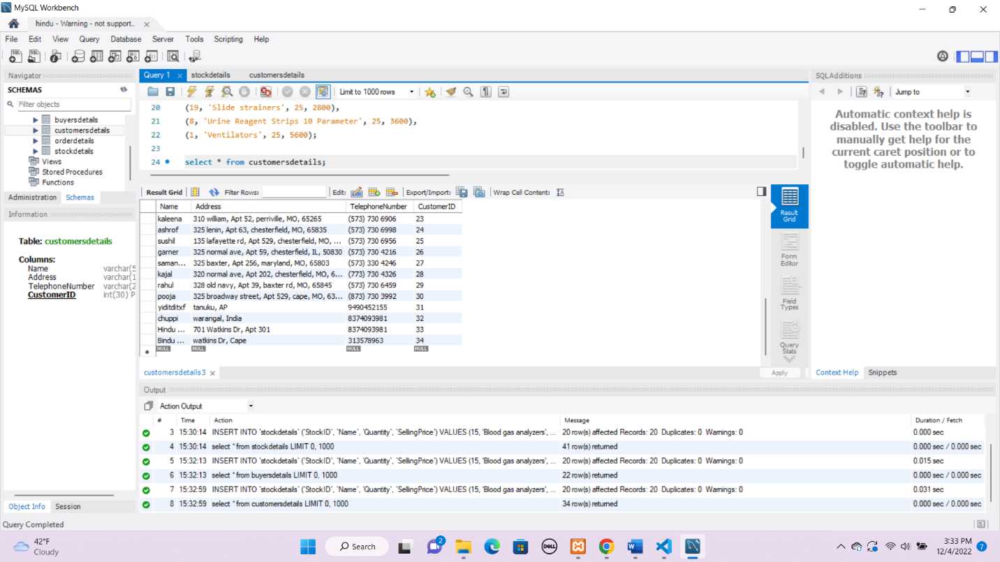 MySQL Workbench
hindu - Warning - not support..
File Edit View Query Database Server Tools Scripting Help
Navigator
SCHEMAS
Filter objects
buyersdetails
customersdetails
orderdetails
stockdetails
Views
Stored Procedures
Functions
Administration Schemas
Information
Table: customersdetails
Columns:
Name varchar(5
Address varchar(1
TelephoneNumber varchar(2
CustomerID int(30) P
Object Info Session
Query 1 stockdetails customersdetails
Limit to 1000 rows
20 (19, 'Slide strainers', 25, 2800),
21 (8, 'Urine Reagent Strips 10 Parameter', 25, 3600),
22 (1, 'Ventilators', 25, 5600);
23
24 select * from customersdetails;
Result Grid Filter Rows: Edit: Export/Import: Wrap Cell Content:
Name Address TelephoneNumber CustomerID
kaleena 310 william, Apt 52, perriville, MO, 65265 (573) 730 6906 23
ashrof 325 lenin, Apt 63, chesterfield, MO, 65835 (573) 730 6998 24
sushil 135 lafayette rd, Apt 529, chesterfield, MO, ... (573) 730 6956 25
garner 325 normal ave, Apt 59, chesterfield, IL, 50830 (573) 730 4216 26
saman... 325 baxter, Apt 256, maryland, MO, 65803 (573) 330 4246 27
kajal 320 normal ave, Apt 202, chesterfield, MO, 6... (773) 730 4326 28
rahul 328 old navy, Apt 39, baxter rd, MO, 65845 (573) 730 6459 29
pooja 325 broadway street, Apt 529, cape, MO, 63... (873) 730 3992 30
yiditditxf tanuku, AP 9490452155 31
chuppi warangal, India 8374093981 32
Hindu ... 701 Watkins Dr, Apt 301 8374093981 33
Bindu ... watkins Dr, Cape 313578963 34
NULL NULL NULL NULL
Result
Grid
Form
Editor
Field
Types
Query
Stats
customersdetails3
Apply
SQLAdditions
Jump to
Automatic context help is
disabled. Use the toolbar to
manually get help for the
current caret position or to
toggle automatic help.
Context Help Snippets
Output
Action Output
# Time Action Message Duration / Fetch
3 15:30:14 INSERT INTO `stockdetails` (`StockID`, `Name`, `Quantity`, `SellingPrice`) VALUES (15, 'Blood gas analyzers', ... 20 row(s) affected Records: 20 Duplicates: 0 Warnings: 0 0.000 sec
4 15:30:14 select * from stockdetails LIMIT 0, 1000 41 row(s) returned 0.000 sec / 0.000 sec
5 15:32:13 INSERT INTO `stockdetails` (`StockID`, `Name`, `Quantity`, `SellingPrice`) VALUES (15, 'Blood gas analyzers', ... 20 row(s) affected Records: 20 Duplicates: 0 Warnings: 0 0.015 sec
6 15:32:13 select * from buyersdetails LIMIT 0, 1000 22 row(s) returned 0.000 sec / 0.000 sec
7 15:32:59 INSERT INTO `stockdetails` (`StockID`, `Name`, `Quantity`, `SellingPrice`) VALUES (15, 'Blood gas analyzers', ... 20 row(s) affected Records: 20 Duplicates: 0 Warnings: 0 0.031 sec
8 15:32:59 select * from customersdetails LIMIT 0, 1000 34 row(s) returned 0.000 sec / 0.000 sec
Query Completed
42°F
Cloudy
Search
2
DELL
3:33 PM
12/4/2022
7